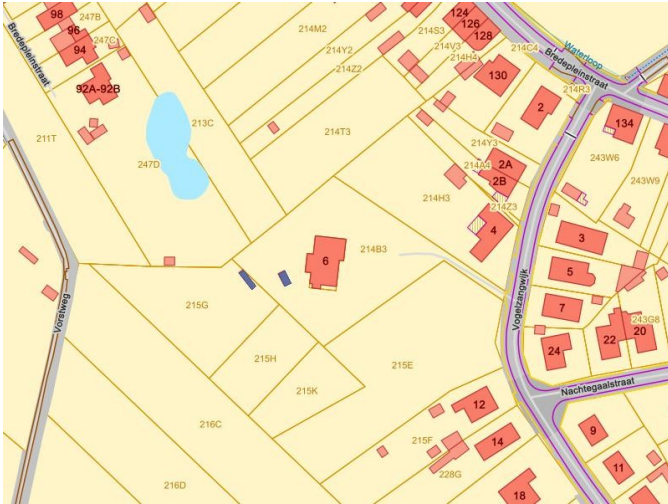 98
247B
96
247C
94
Bredepleinstraat
92A-92B
211T
247D
213C
214M2
214Y2
214Z2
214T3
124
126
128
214S3
214V3
214H4
214C4
Waterloop
Bredepleinstraat
130
2
214R3
134
243W6
243W9
214Y3
214A4
2A
2B
214H3
214Z3
4
3
5
7
24
22
20
243G8
Vogelzangwijk
Nachtegaalstraat
6
214B3
Vorstweg
215G
215H
215K
215E
216C
216D
215F
228G
12
14
18
9
11